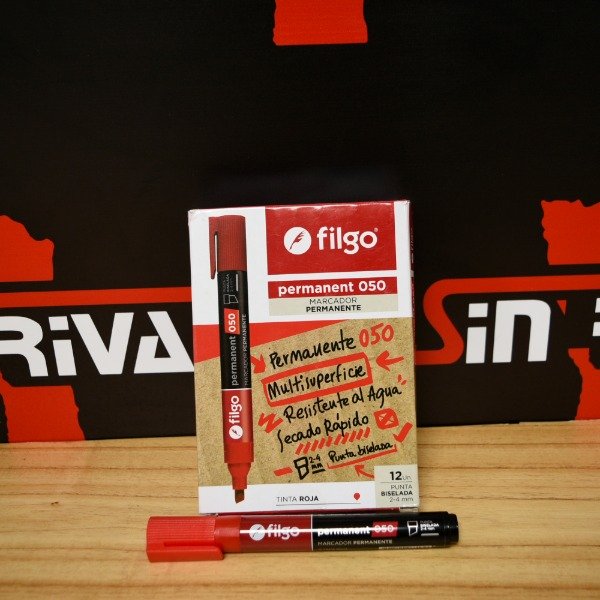 filgo®
permanent 050
MARCADOR
PERMANENTE
RiVA
SiN
filgo
permanent 050
MARCADOR PERMANENTE
Permanente 050
Multisuperficie
Resistente al Agua
Secado Rápido
2-4
mm
Punta biselada
12 un.
PUNTA
BISELADA
2-4 mm
TINTA ROJA
filgo
permanent 050
MARCADOR PERMANENTE
BISELADA